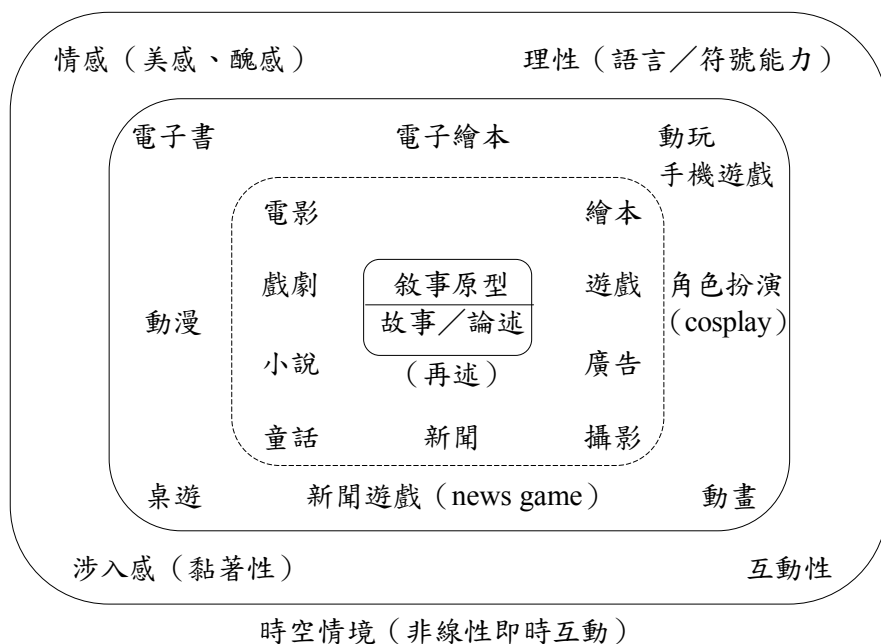 情感（美感、醜感）
理性（語言／符號能力）
電子書
電子繪本
動玩
手機遊戲
電影
繪本
戲劇
敘事原型
遊戲
角色扮演
動漫
故事／論述
（cosplay）
小說
（再述）
廣告
童話
新聞
攝影
桌遊
新聞遊戲（news game）
動畫
涉入感（黏著性）
互動性
時空情境（非線性即時互動）